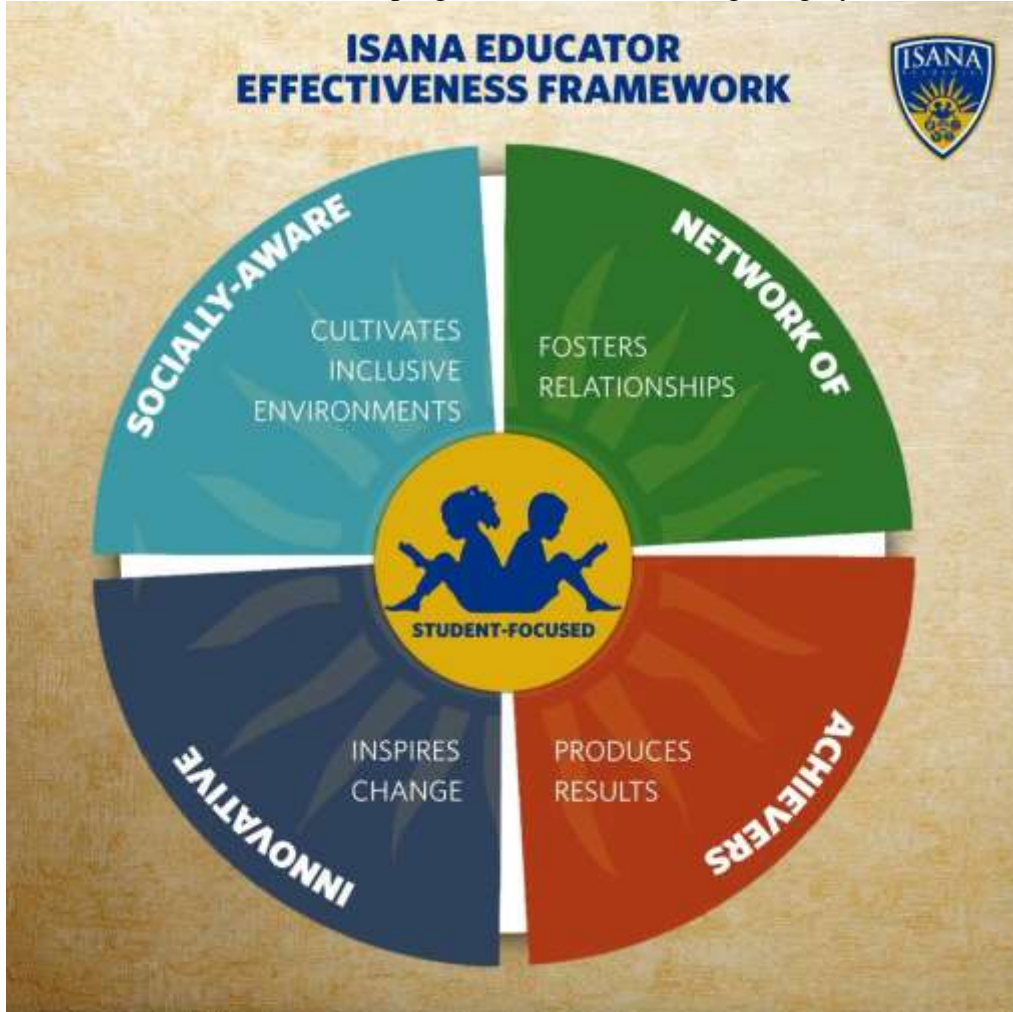 ISANA EDUCATOR
EFFECTIVENESS FRAMEWORK
ISANA
SOCIALLY-AWARE
CULTIVATES
INCLUSIVE
ENVIRONMENTS
NETWORK OF
FOSTERS
RELATIONSHIPS
STUDENT-FOCUSED
INNOVATIVE
INSPIRES
CHANGE
PRODUCES
RESULTS
ACHIEVERS